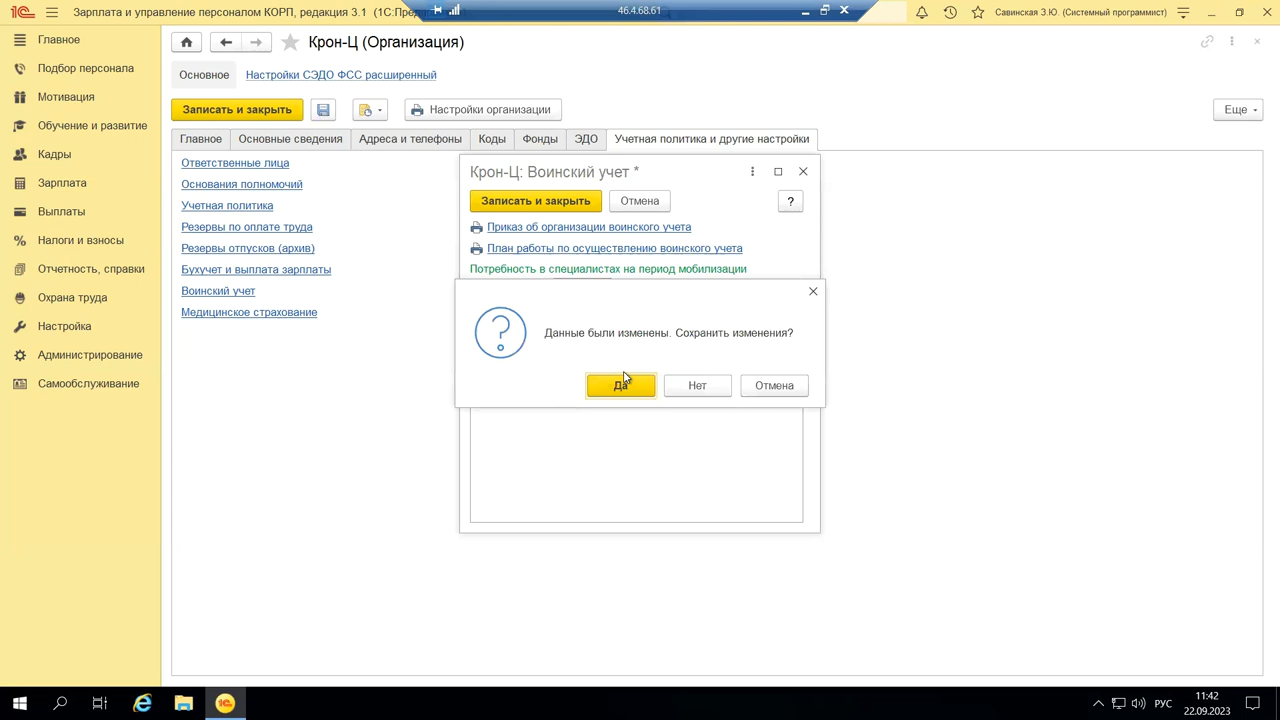 Зарплата и управление персоналом КОРП, редакция 3.1 (1С:Пред
46.4.68.61
Савинская З.Ю. (Системный программист)
Главное
Подбор персонала
Мотивация
Обучение и развитие
Кадры
Зарплата
Выплаты
Налоги и взносы
Отчетность, справки
Охрана труда
Настройка
Администрирование
Самообслуживание
Крон-Ц (Организация)
Основное
Настройки СЭДО ФСС расширенный
Записать и закрыть
Настройки организации
Еще
Главное
Основные сведения
Адреса и телефоны
Коды
Фонды
ЭДО
Учетная политика и другие настройки
Ответственные лица
Основания полномочий
Учетная политика
Резервы по оплате труда
Резервы отпусков (архив)
Бухучет и выплата зарплаты
Воинский учет
Медицинское страхование
Крон-Ц: Воинский учет *
Записать и закрыть
Отмена
?
Приказ об организации воинского учета
План работы по осуществлению воинского учета
Потребность в специалистах на период мобилизации
Данные были изменены. Сохранить изменения?
Да
Нет
Отмена
РУС
11:42
22.09.2023